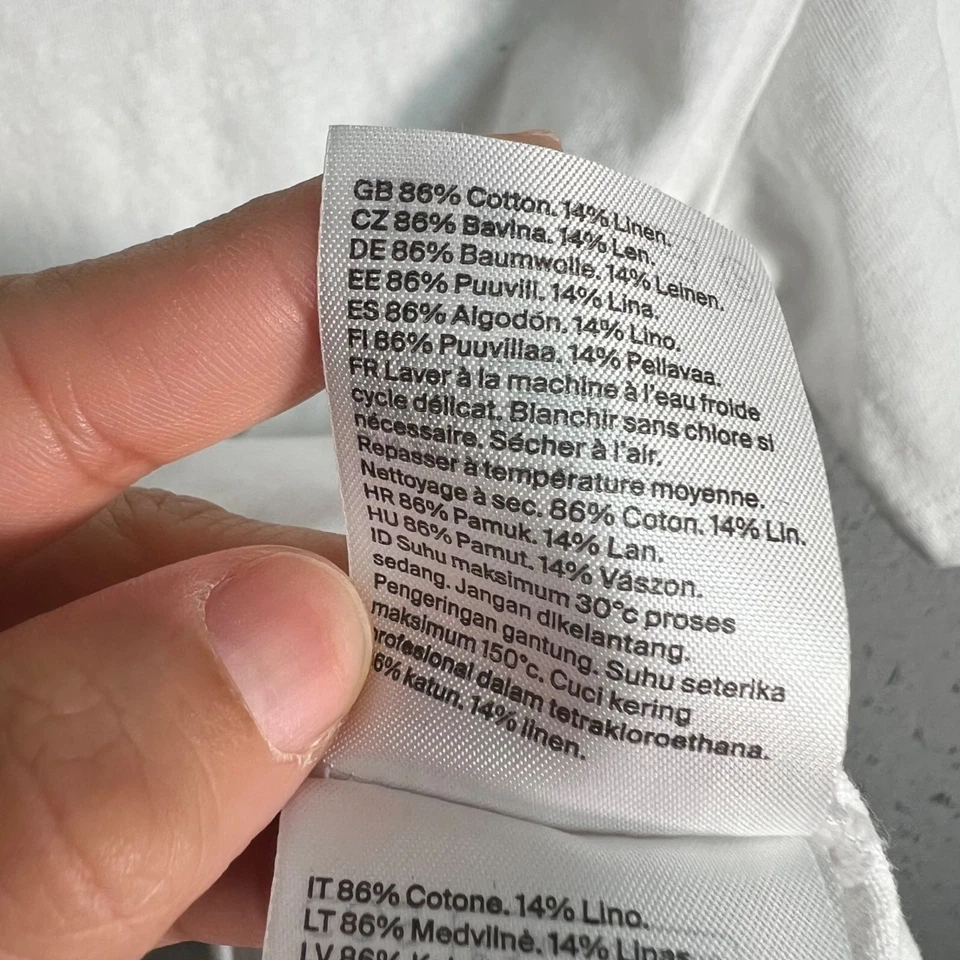 GB 86% Cotton. 14% Linen.
CZ 86% Bavlna. 14% Len.
DE 86% Baumwolle. 14% Leinen.
EE 86% Puuvill. 14% Lina.
ES 86% Algodón. 14% Lino.
FI 86% Puuvillaa. 14% Pellavaa.
FR Laver à la machine à l'eau froide
cycle délicat. Blanchir sans chlore si
nécessaire. Sécher à l'air.
Repasser à température moyenne.
Nettoyage à sec. 86% Coton. 14% Lin.
HR 86% Pamuk. 14% Lan.
HU 86% Pamut. 14% Vászon.
ID Suhu maksimum 30°c proses
sedang. Jangan dikelantang.
Pengeringan gantung. Suhu seterika
maksimum 150°c. Cuci kering
profesional dalam tetrakloroethana.
6% katun. 14% linen.
IT 86% Cotone. 14% Lino.
LT 86% Medvilnė. 14% Linas
LV 86%